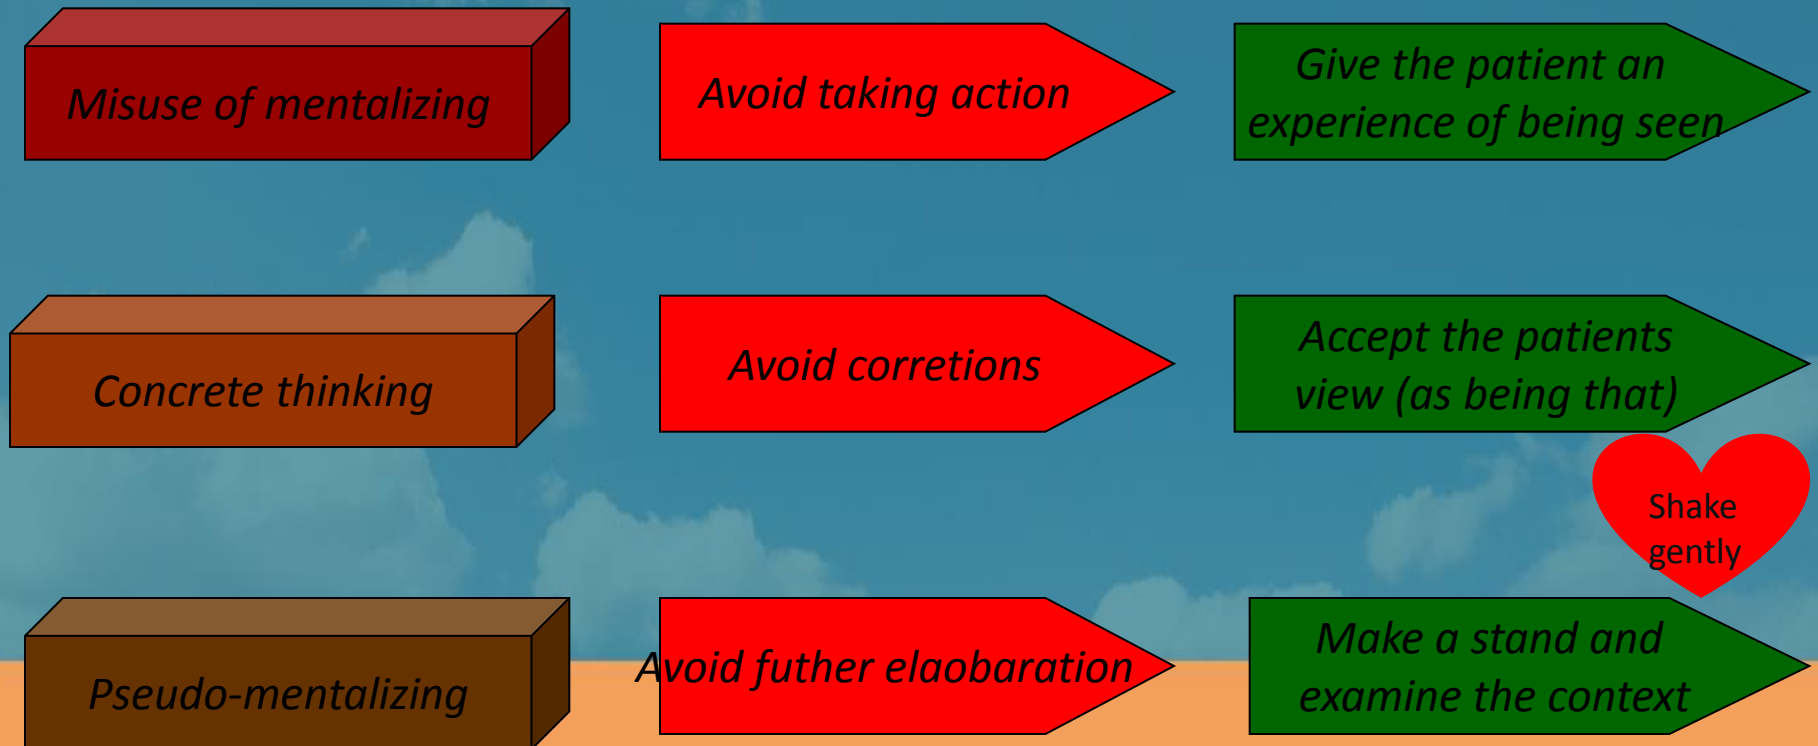 Misuse of mentalizing
Avoid taking action
Give the patient an
experience of being seen
Concrete thinking
Avoid corretions
Accept the patients
view (as being that)
Shake
gently
Pseudo-mentalizing
Avoid futher elaobaration
Make a stand and
examine the context